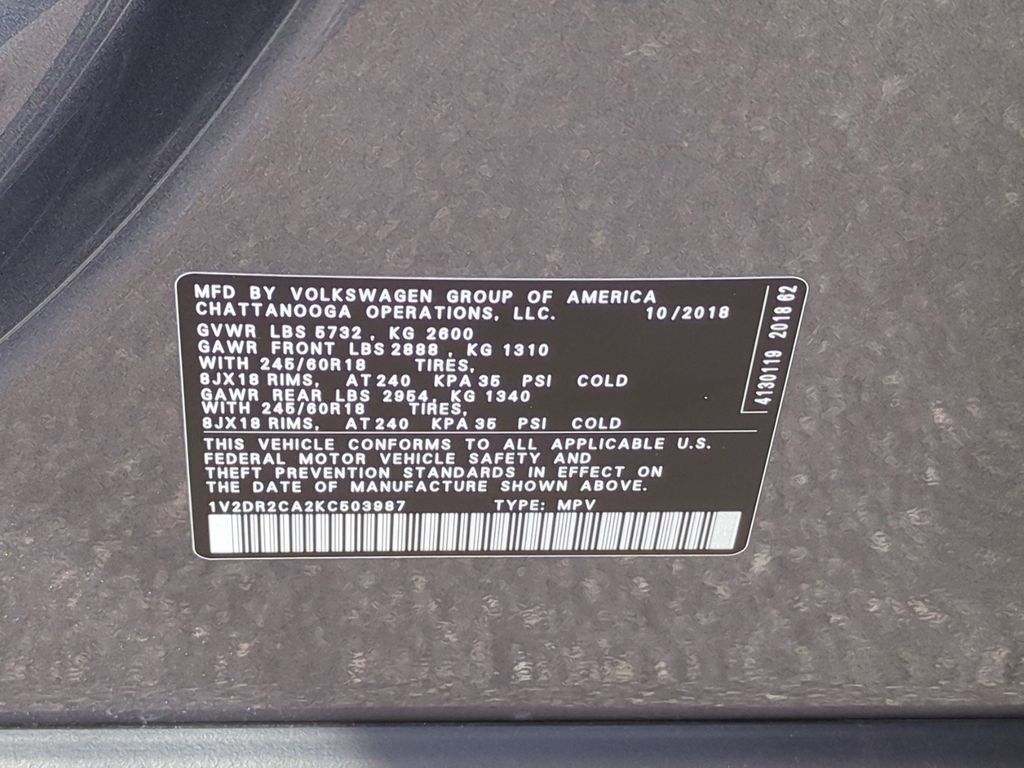 MFD BY VOLKSWAGEN GROUP OF AMERICA
CHATTANOOGA OPERATIONS, LLC. 10/2018
GVWR LBS 5732, KG 2600
GAWR FRONT LBS 2888, KG 1310
WITH 245/60R18 TIRES,
8JX18 RIMS, AT 240 KPA 35 PSI COLD
GAWR REAR LBS 2954, KG 1340
WITH 245/60R18 TIRES,
8JX18 RIMS, AT 240 KPA 35 PSI COLD
THIS VEHICLE CONFORMS TO ALL APPLICABLE U.S.
FEDERAL MOTOR VEHICLE SAFETY AND
THEFT PREVENTION STANDARDS IN EFFECT ON
THE DATE OF MANUFACTURE SHOWN ABOVE.
1V2DR2CA2KC503987 TYPE: MPV
4130119 2018 62